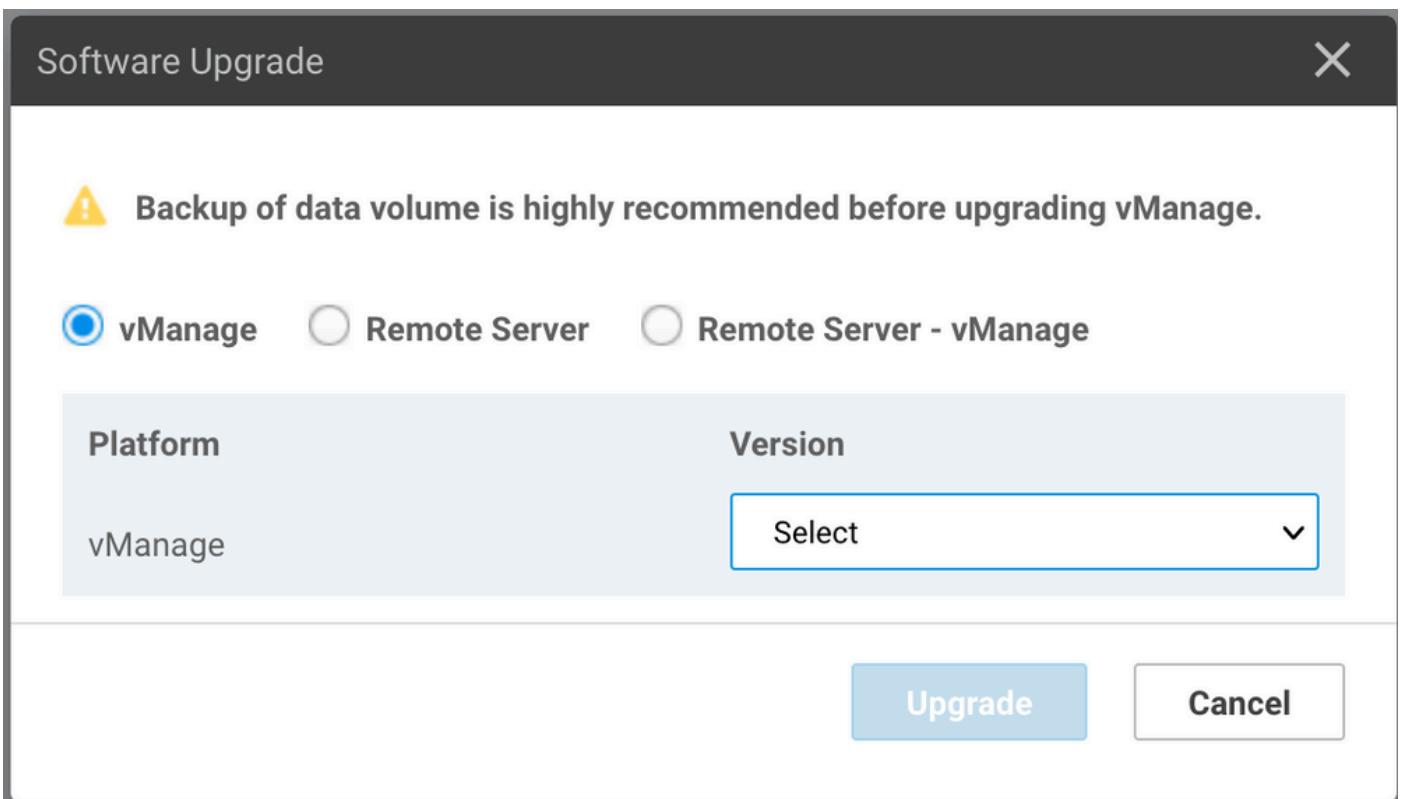 Software Upgrade
Backup of data volume is highly recommended before upgrading vManage.
vManage Remote Server Remote Server - vManage
Platform Version
vManage Select
Upgrade Cancel